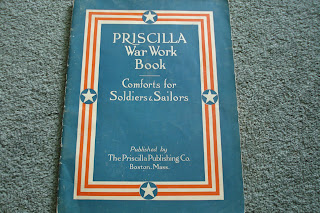 PRISCILLA
War Work
Book
Comforts for
Soldiers & Sailors
Published by
The Priscilla Publishing Co.
Boston, Mass.